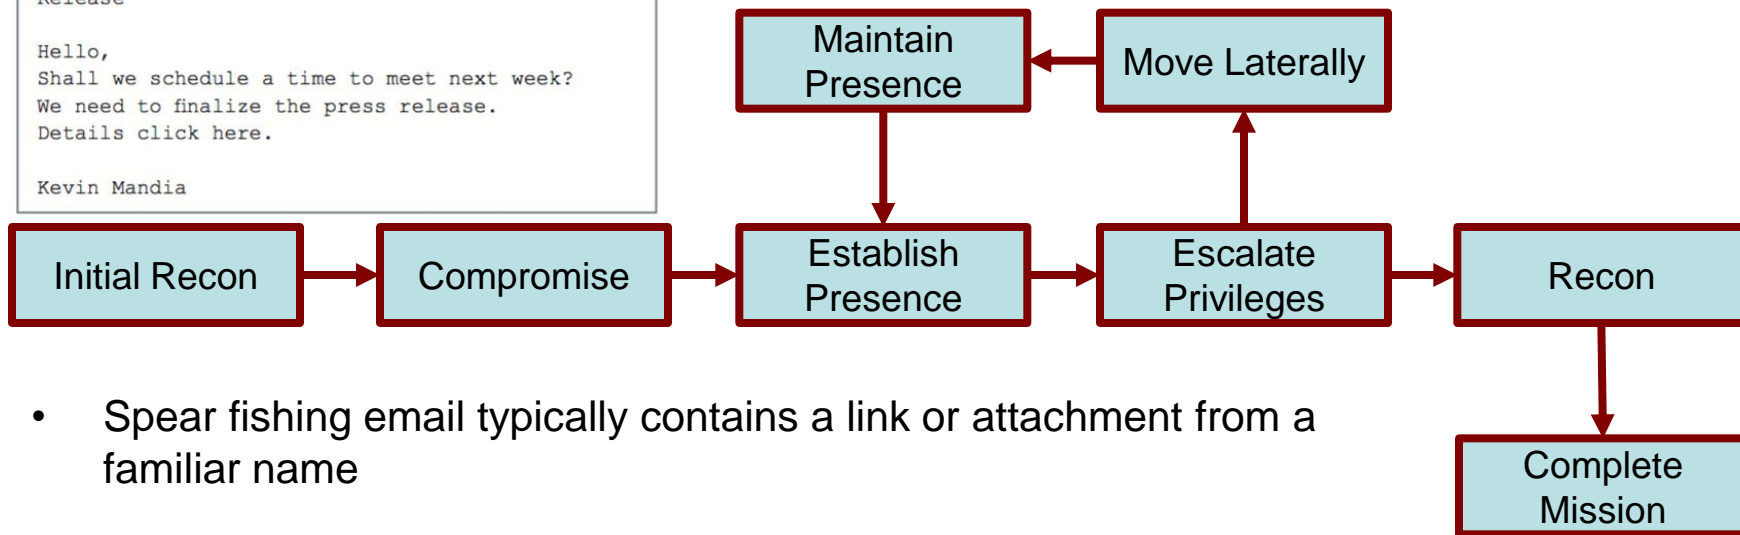 Release
Hello,
Shall we schedule a time to meet next week?
We need to finalize the press release.
Details click here.
Kevin Mandia
Maintain
Presence
Move Laterally
Initial Recon
Compromise
Establish
Presence
Escalate
Privileges
Recon
• Spear fishing email typically contains a link or attachment from a
familiar name
Complete
Mission